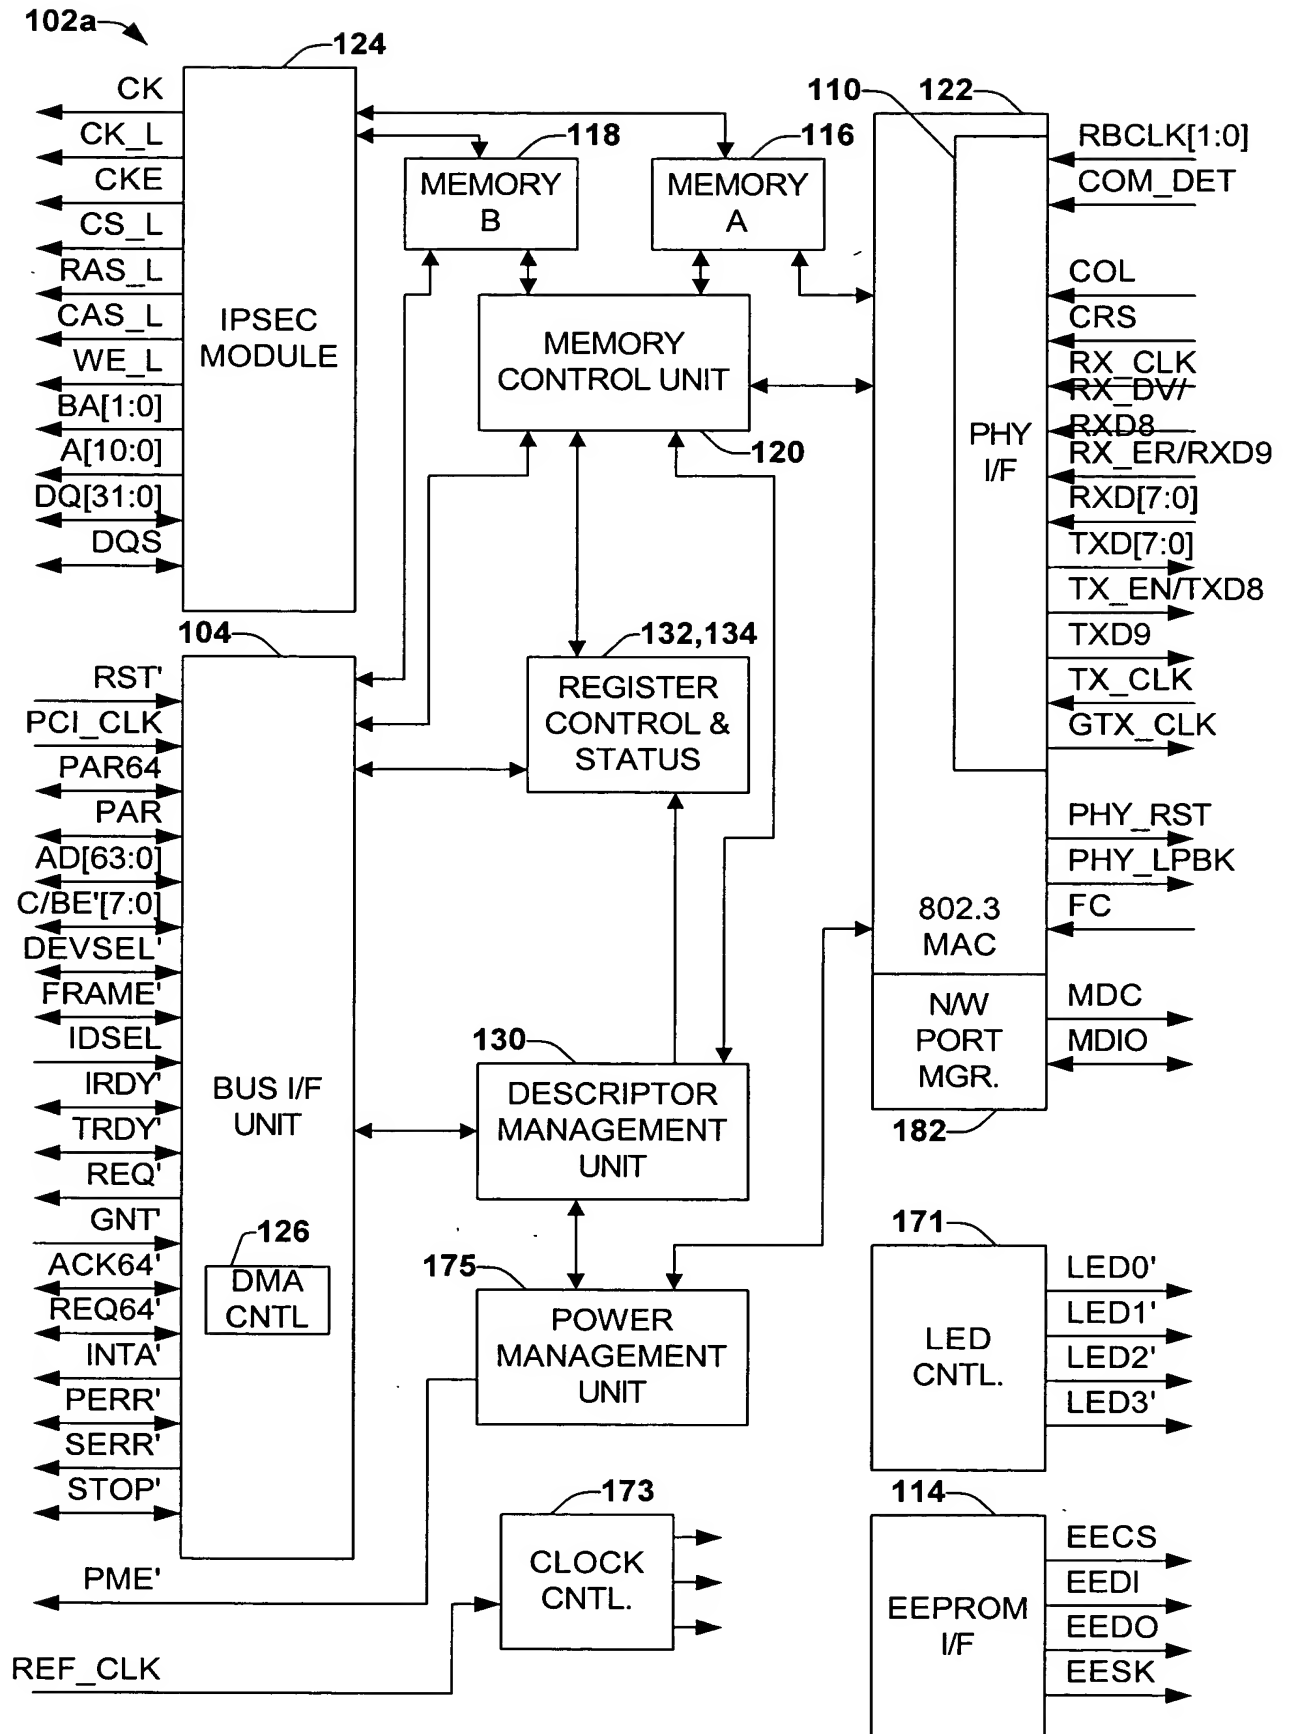 102a
124
CK
CK_L
CKE
CS_L
RAS_L
CAS_L
WE_L
BA[1:0]
A[10:0]
DQ[31:0]
DQS
IPSEC
MODULE
118
MEMORY
B
116
MEMORY
A
MEMORY
CONTROL UNIT
120
110
122
PHY
I/F
RBCLK[1:0]
COM_DET
COL
CRS
RX_CLK
RX_DV/
RXD8
RX_ER/RXD9
RXD[7:0]
TXD[7:0]
TX_EN/TXD8
TXD9
TX_CLK
GTX_CLK
PHY_RST
PHY_LPBK
FC
802.3
MAC
N/W
PORT
MGR.
MDC
MDIO
182
104
RST'
PCI_CLK
PAR64
PAR
AD[63:0]
C/BE'[7:0]
DEVSEL'
FRAME'
IDSEL
IRDY'
TRDY'
REQ'
GNT'
ACK64'
REQ64'
INTA'
PERR'
SERR'
STOP'
PME'
REF_CLK
BUS I/F
UNIT
126
DMA
CNTL
132,134
REGISTER
CONTROL &
STATUS
130
DESCRIPTOR
MANAGEMENT
UNIT
175
POWER
MANAGEMENT
UNIT
173
CLOCK
CNTL.
171
LED
CNTL.
LED0'
LED1'
LED2'
LED3'
114
EEPROM
I/F
EECS
EEDI
EEDO
EESK